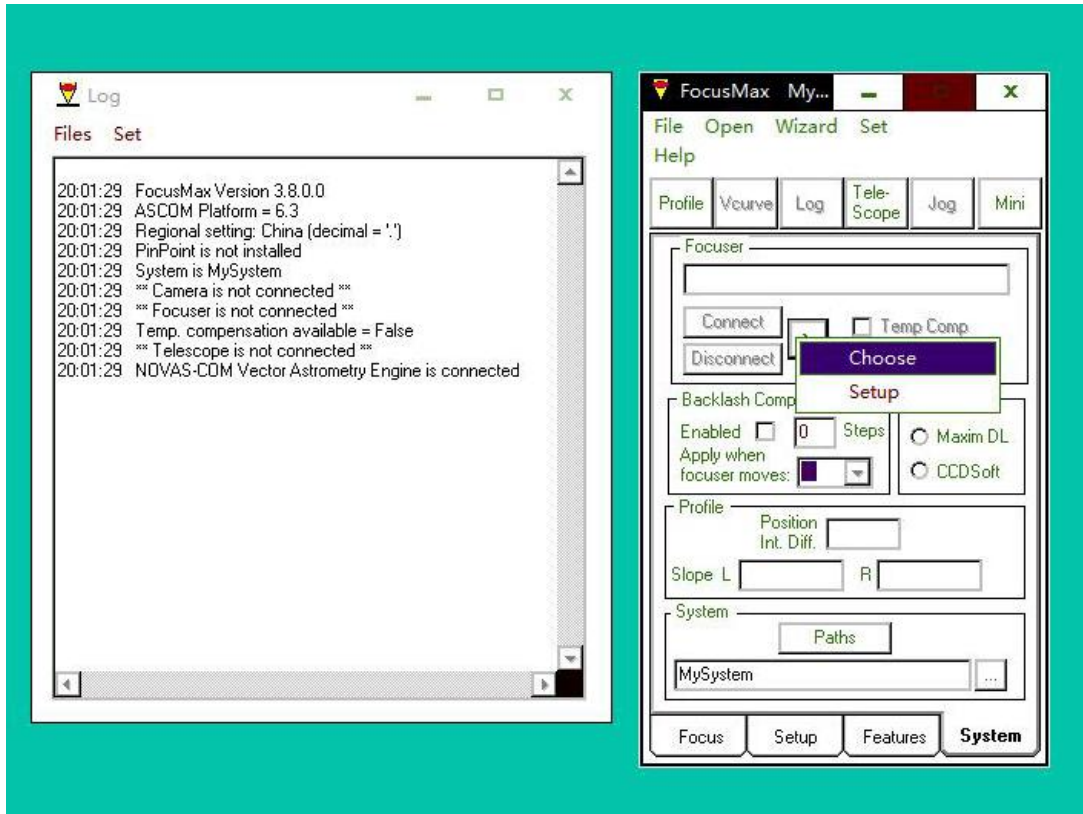 Log
Files Set
20:01:29 FocusMax Version 3.8.0.0
20:01:29 ASCOM Platform = 6.3
20:01:29 Regional setting: China (decimal = '.')
20:01:29 PinPoint is not installed
20:01:29 System is MySystem
20:01:29 ** Camera is not connected **
20:01:29 ** Focuser is not connected **
20:01:29 Temp. compensation available = False
20:01:29 ** Telescope is not connected **
20:01:29 NOVAS-COM Vector Astrometry Engine is connected
FocusMax My...
File Open Wizard Set
Help
Profile Vcurve Log Tele-Scope Jog Mini
Focuser
Connect Temp Comp
Disconnect
Choose
Setup
Backlash Comp
Enabled 0 Steps
Maxim DL
Apply when
focuser moves:
CCDSoft
Profile
Position
Int. Diff.
Slope L R
System
Paths
MySystem ...
Focus Setup Features System